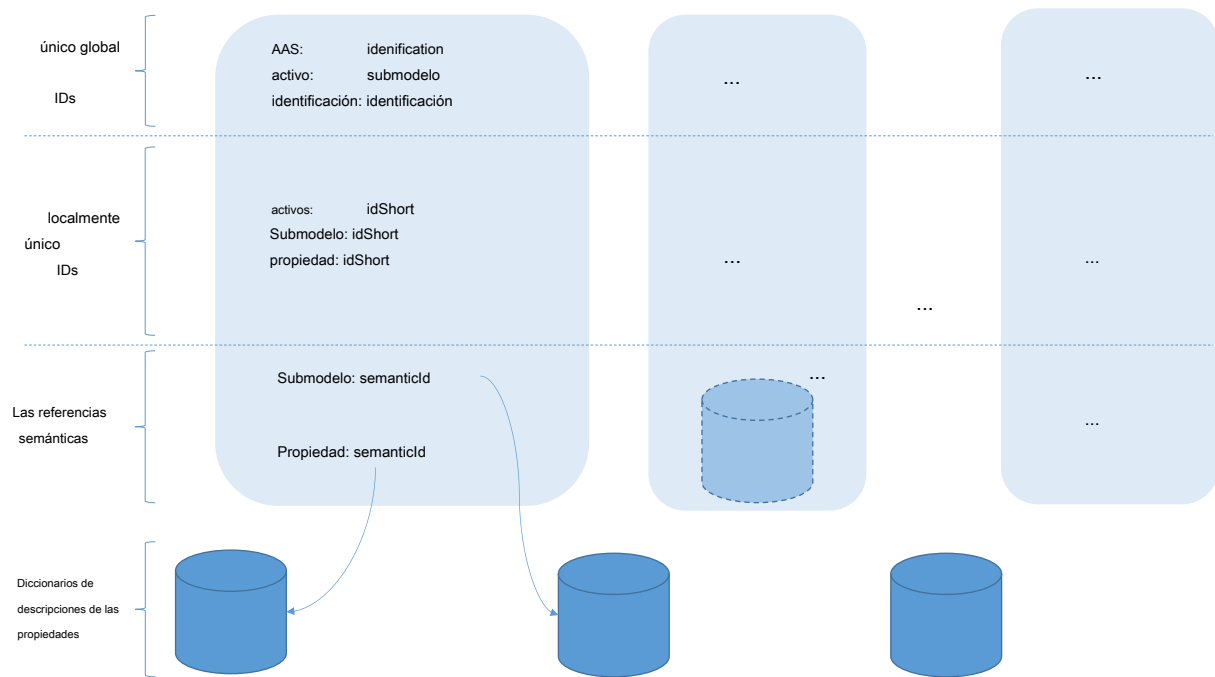 único global
IDs
AAS: idenification
activo: submodelo
identificación: identificación
...
...
localmente
único
IDs
activos: idShort
Submodelo: idShort
propiedad: idShort
...
...
...
Las referencias
semánticas
Submodelo: semanticId
Propiedad: semanticId
...
...
Diccionarios de
descripciones de las
propiedades